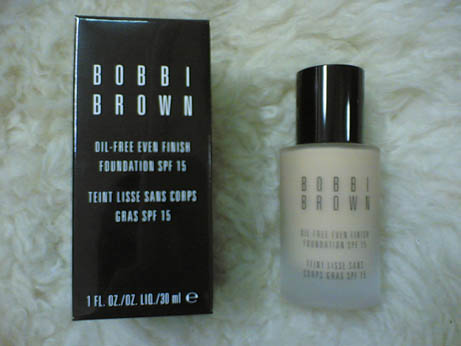 BOBBI
BROWN
OIL-FREE EVEN FINISH
FOUNDATION SPF 15
TEINT LISSE SANS CORPS
GRAS SPF 15
1 FL. OZ./OZ. LIQ./30 ml ℮
BOBBI
BROWN
OIL-FREE EVEN FINISH
FOUNDATION SPF 15
TEINT LISSE SANS
CORPS GRAS SPF 15